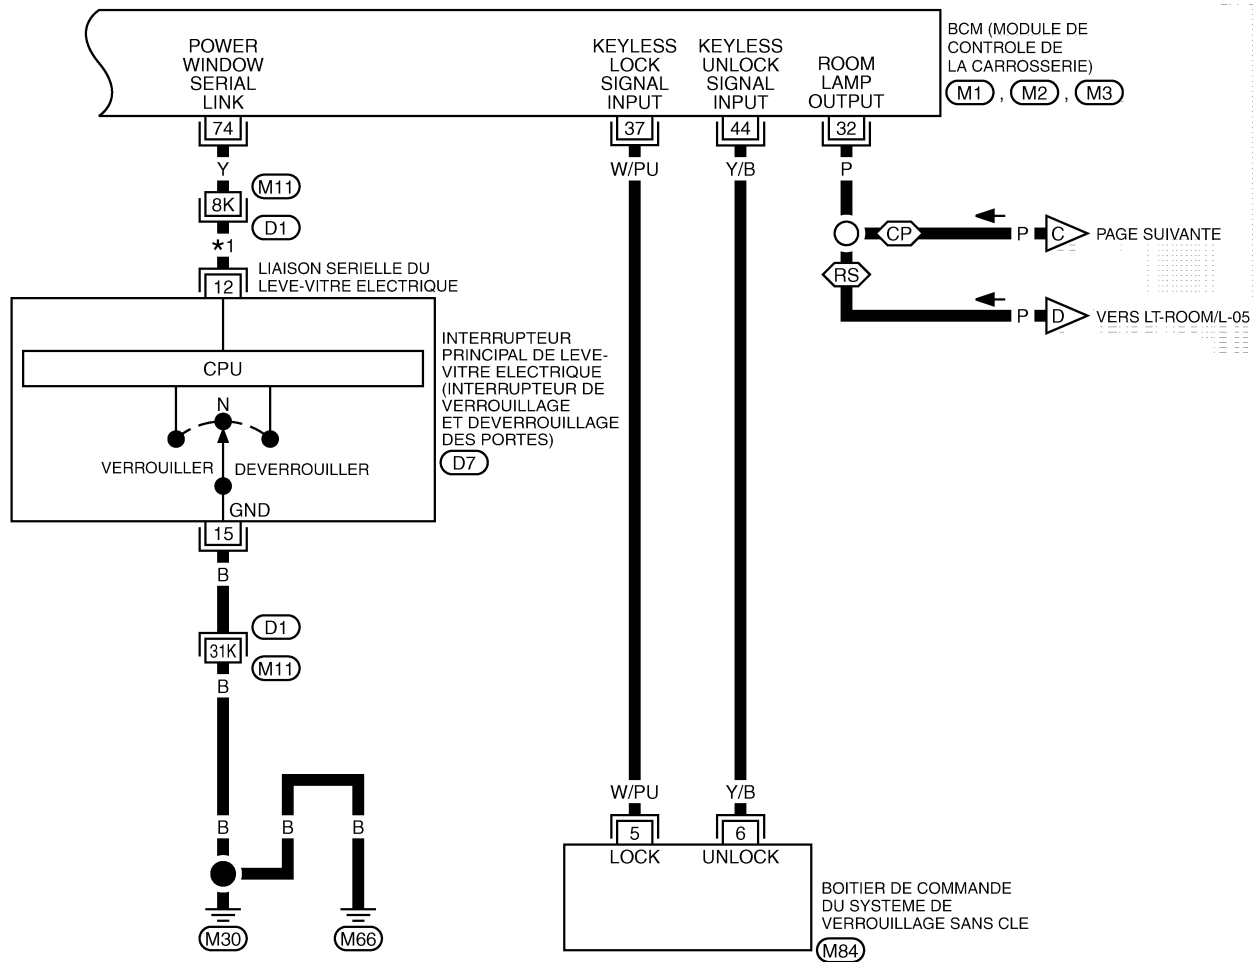 POWER
WINDOW
SERIAL
LINK
KEYLESS
LOCK
SIGNAL
INPUT
KEYLESS
UNLOCK
SIGNAL
INPUT
ROOM
LAMP
OUTPUT
BCM (MODULE DE
CONTROLE DE
LA CARROSSERIE)
M1 , M2 , M3
74
37
44
32
Y
W/PU
Y/B
P
M11
8K
D1
*1
CP
P
C
PAGE SUIVANTE
RS
P
D
VERS LT-ROOM/L-05
12
LIAISON SERIELLE DU
LEVE-VITRE ELECTRIQUE
CPU
N
VERROUILLER
DEVERROUILLER
GND
INTERRUPTEUR
PRINCIPAL DE LEVE-
VITRE ELECTRIQUE
(INTERRUPTEUR DE
VERROUILLAGE
ET DEVERROUILLAGE
DES PORTES)
D7
15
B
D1
31K
M11
B
B
B
B
M30
M66
W/PU
Y/B
5
6
LOCK
UNLOCK
BOITIER DE COMMANDE
DU SYSTEME DE
VERROUILLAGE SANS CLE
M84